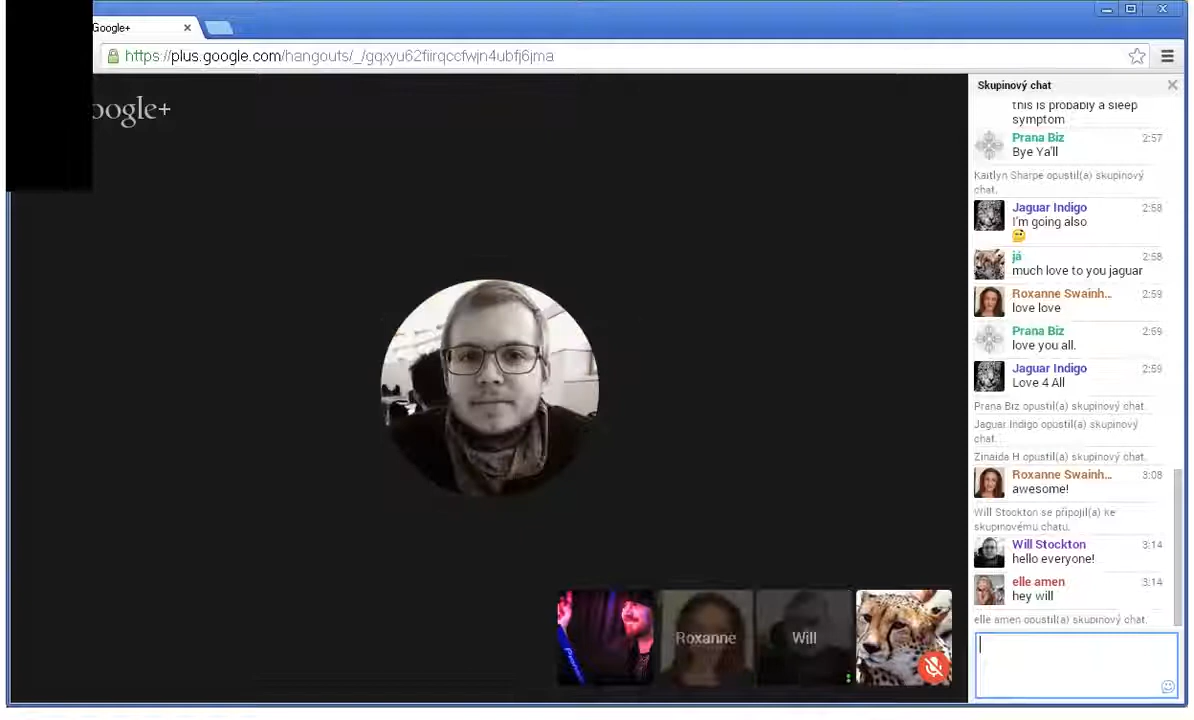 Google+
https://plus.google.com/hangouts/_/gqxyu62fiirqccfwjn4ubfj6jma
oogle+
Skupinový chat
this is probably a sleep
symptom
Prana Biz 2:57
Bye Ya'll
Kaitlyn Sharpe opustil(a) skupinový
chat.
Jaguar Indigo 2:58
I'm going also
já 2:58
much love to you jaguar
Roxanne Swainh... 2:59
love love
Prana Biz 2:59
love you all.
Jaguar Indigo 2:59
Love 4 All
Prana Biz opustil(a) skupinový chat.
Jaguar Indigo opustil(a) skupinový
chat.
Zinaida H opustil(a) skupinový chat.
Roxanne Swainh... 3:08
awesome!
Will Stockton se připojil(a) ke
skupinovému chatu.
Will Stockton 3:14
hello everyone!
elle amen 3:14
hey will
elle amen opustil(a) skupinový chat.
Roxanne
Will